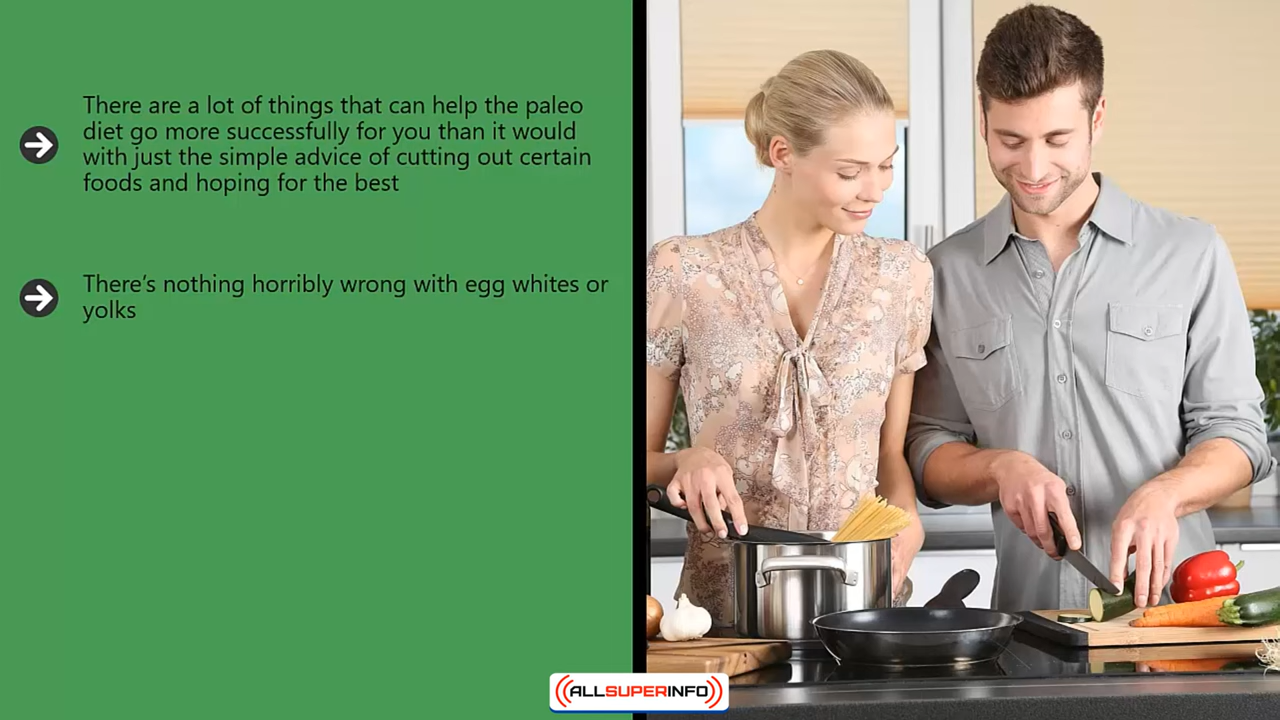 There are a lot of things that can help the paleo
diet go more successfully for you than it would
with just the simple advice of cutting out certain
foods and hoping for the best
There's nothing horribly wrong with egg whites or
yolks
ALLSUPERINFO